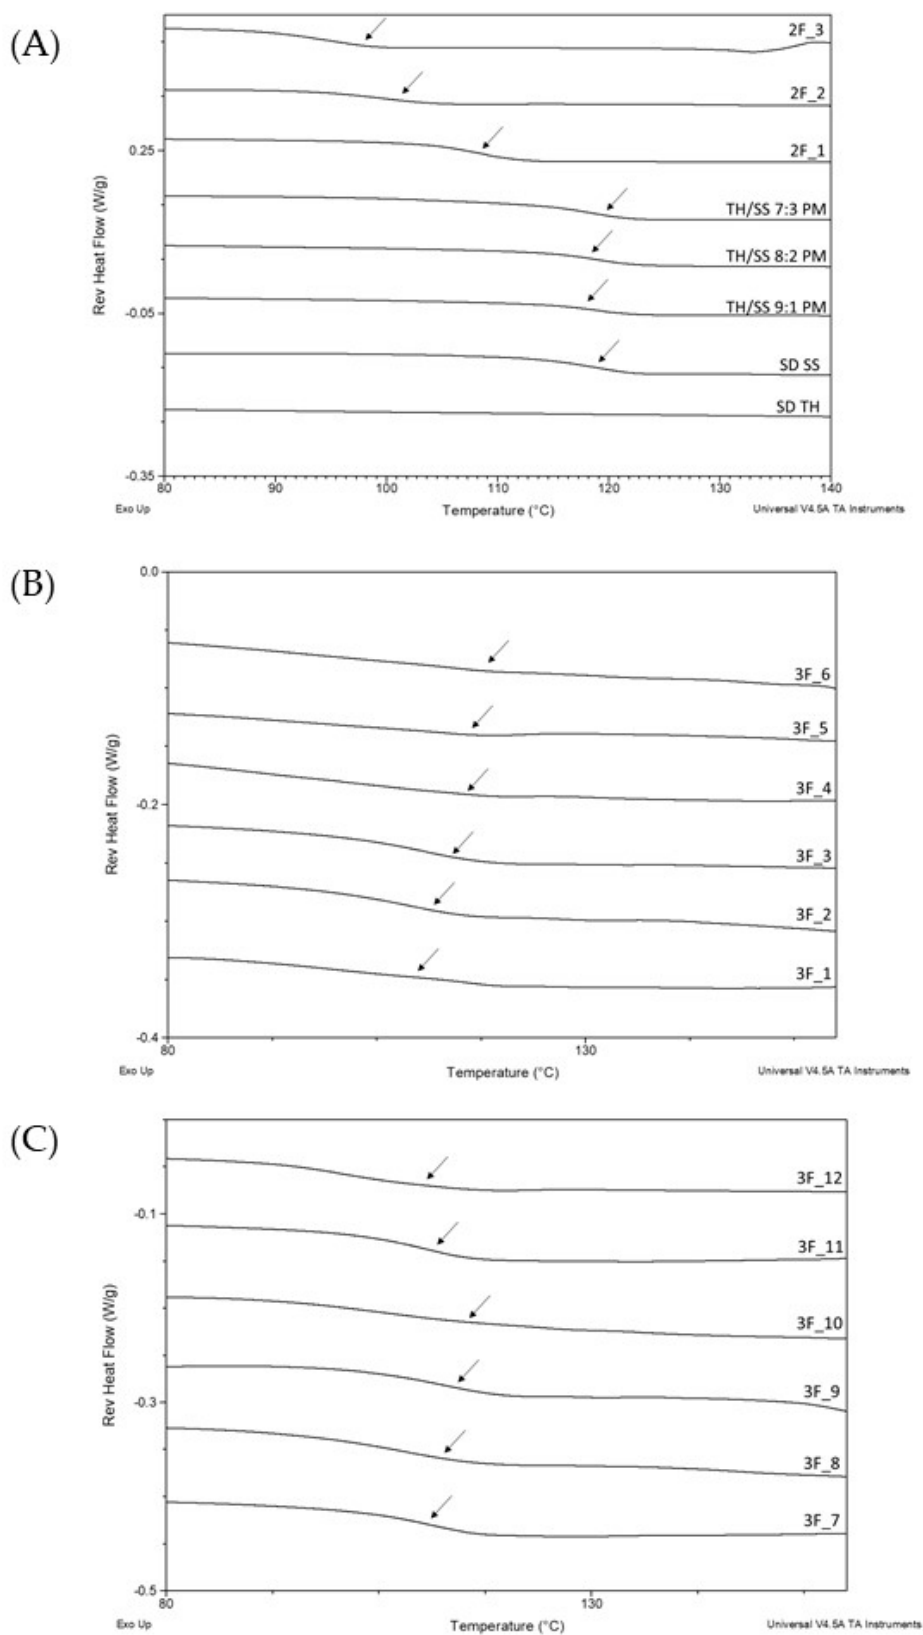 (A)
2F_3
2F_2
0.25
2F_1
TH/SS 7:3 PM
TH/SS 8:2 PM
Rev Heat Flow (W/g)
-0.05
TH/SS 9:1 PM
SD SS
SD TH
-0.35
80 90 100 110 120 130 140
Exo Up Temperature (°C) Universal V4.5A TA Instruments
(B)
0.0
3F_6
3F_5
3F_4
-0.2
Rev Heat Flow (W/g)
3F_3
3F_2
3F_1
-0.4
80 130
Exo Up Temperature (°C) Universal V4.5A TA Instruments
(C)
3F_12
-0.1
3F_11
3F_10
Rev Heat Flow (W/g)
3F_9
-0.3
3F_8
3F_7
-0.5
80 130
Exo Up Temperature (°C) Universal V4.5A TA Instruments